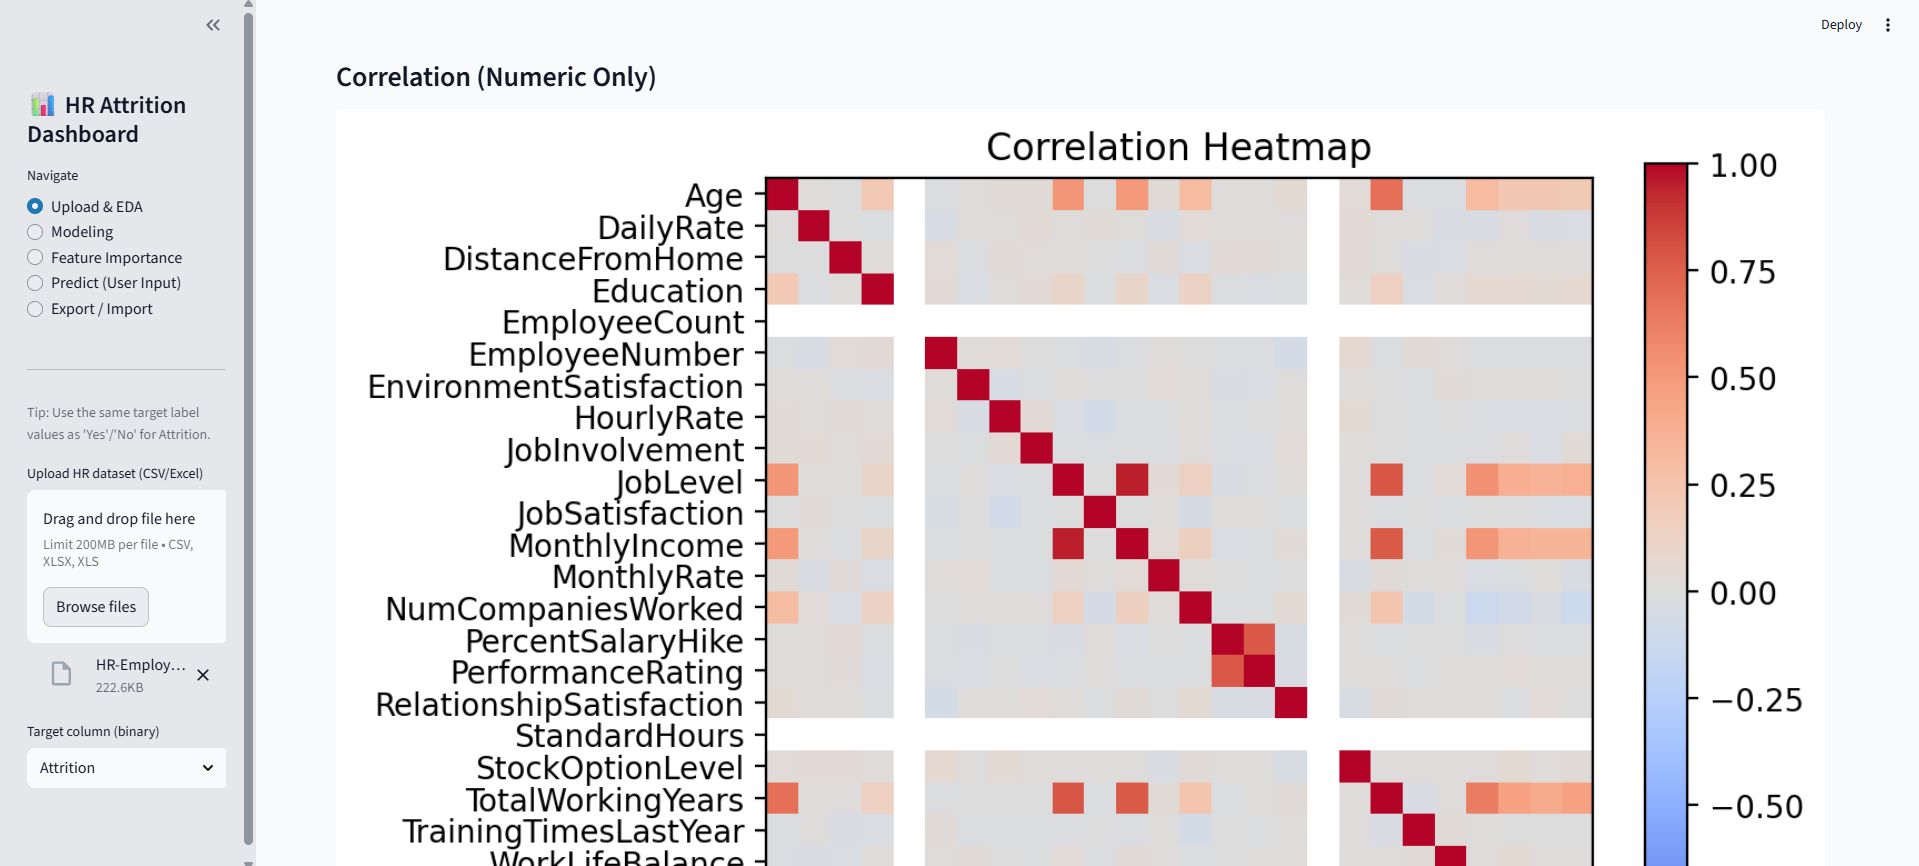 Deploy
HR Attrition
Dashboard
Navigate
Upload & EDA
Modeling
Feature Importance
Predict (User Input)
Export / Import
Tip: Use the same target label
values as 'Yes'/'No' for Attrition.
Upload HR dataset (CSV/Excel)
Drag and drop file here
Limit 200MB per file • CSV,
XLSX, XLS
Browse files
HR-Employ...
222.6KB
Target column (binary)
Attrition
Correlation (Numeric Only)
Correlation Heatmap
Age
DailyRate
DistanceFromHome
Education
EmployeeCount
EmployeeNumber
EnvironmentSatisfaction
HourlyRate
JobInvolvement
JobLevel
JobSatisfaction
MonthlyIncome
MonthlyRate
NumCompaniesWorked
PercentSalaryHike
PerformanceRating
RelationshipSatisfaction
StandardHours
StockOptionLevel
TotalWorkingYears
TrainingTimesLastYear
WorkLifeBalance
1.00
0.75
0.50
0.25
0.00
−0.25
−0.50